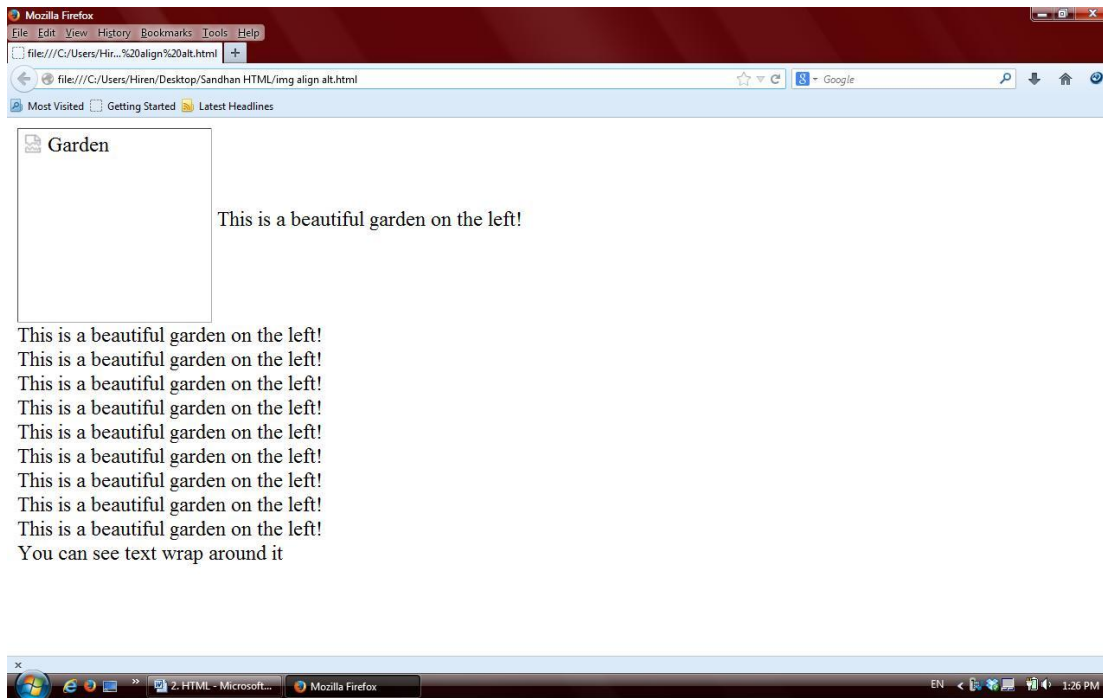 Mozilla Firefox
File Edit View History Bookmarks Tools Help
file:///C:/Users/Hir...%20align%20alt.html +
file:///C:/Users/Hiren/Desktop/Sandhan HTML/img align alt.html Google
Most Visited Getting Started Latest Headlines
Garden
This is a beautiful garden on the left!
This is a beautiful garden on the left!
This is a beautiful garden on the left!
This is a beautiful garden on the left!
This is a beautiful garden on the left!
This is a beautiful garden on the left!
This is a beautiful garden on the left!
This is a beautiful garden on the left!
This is a beautiful garden on the left!
This is a beautiful garden on the left!
You can see text wrap around it
2. HTML - Microsoft... Mozilla Firefox EN 1:26 PM